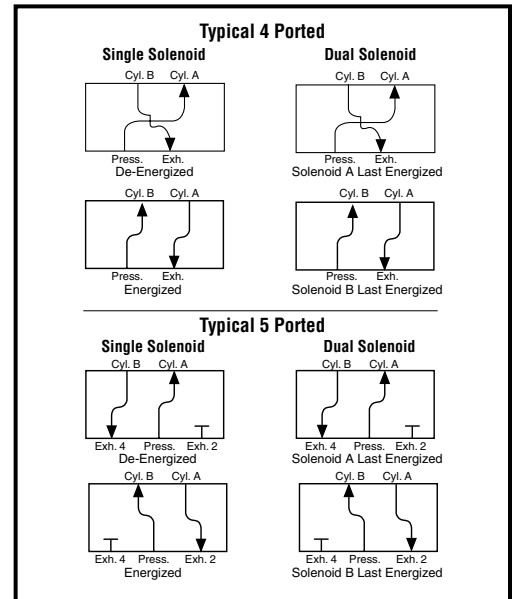 Typical 4 Ported
Single Solenoid
Dual Solenoid
Cyl. B Cyl. A
Cyl. B Cyl. A
Press. Exh.
De-Energized
Press. Exh.
Solenoid A Last Energized
Cyl. B Cyl. A
Cyl. B Cyl. A
Press. Exh.
Energized
Press. Exh.
Solenoid B Last Energized
Typical 5 Ported
Single Solenoid
Dual Solenoid
Cyl. B Cyl. A
Cyl. B Cyl. A
Exh. 4 Press. Exh. 2
De-Energized
Exh. 4 Press. Exh. 2
Solenoid A Last Energized
Cyl. B Cyl. A
Cyl. B Cyl. A
Exh. 4 Press. Exh. 2
Energized
Exh. 4 Press. Exh. 2
Solenoid B Last Energized